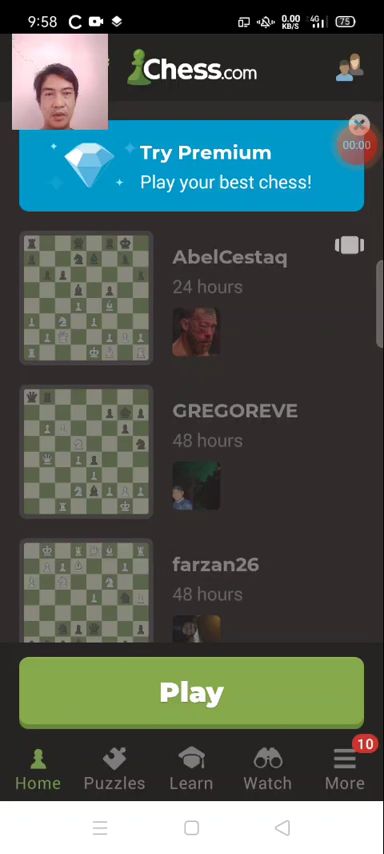 9:58
0.00
KB/S
4G
75
Chess.com
00:00
Try Premium
Play your best chess!
AbelCestaq
24 hours
GREGOREVE
48 hours
farzan26
48 hours
Play
10
Home
Puzzles
Learn
Watch
More